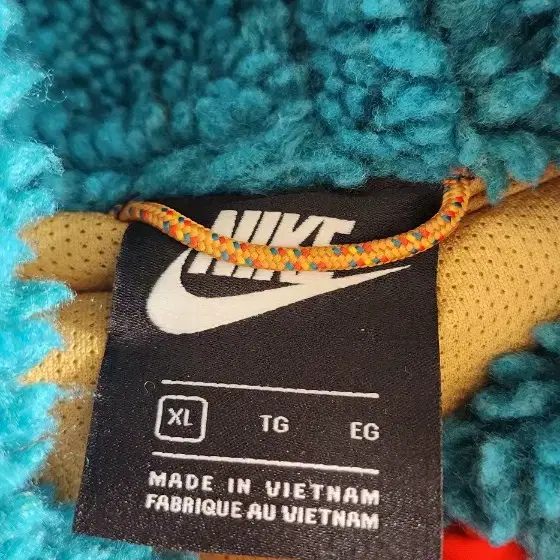 NIKE
XL TG EG
MADE IN VIETNAM
FABRIQUE AU VIETNAM